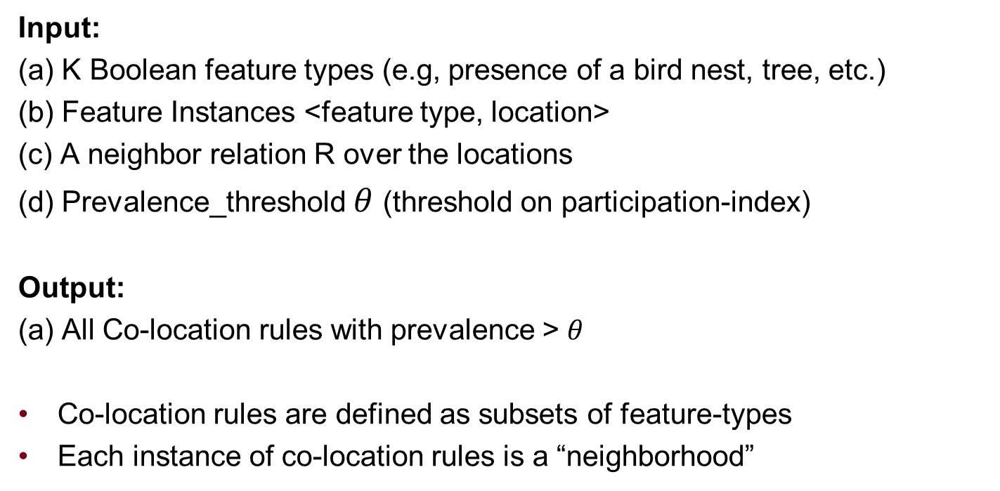 Input:
(a) K Boolean feature types (e.g, presence of a bird nest, tree, etc.)
(b) Feature Instances <feature type, location>
(c) A neighbor relation R over the locations
(d) Prevalence_threshold θ (threshold on participation-index)
Output:
(a) All Co-location rules with prevalence > θ
• Co-location rules are defined as subsets of feature-types
• Each instance of co-location rules is a “neighborhood”